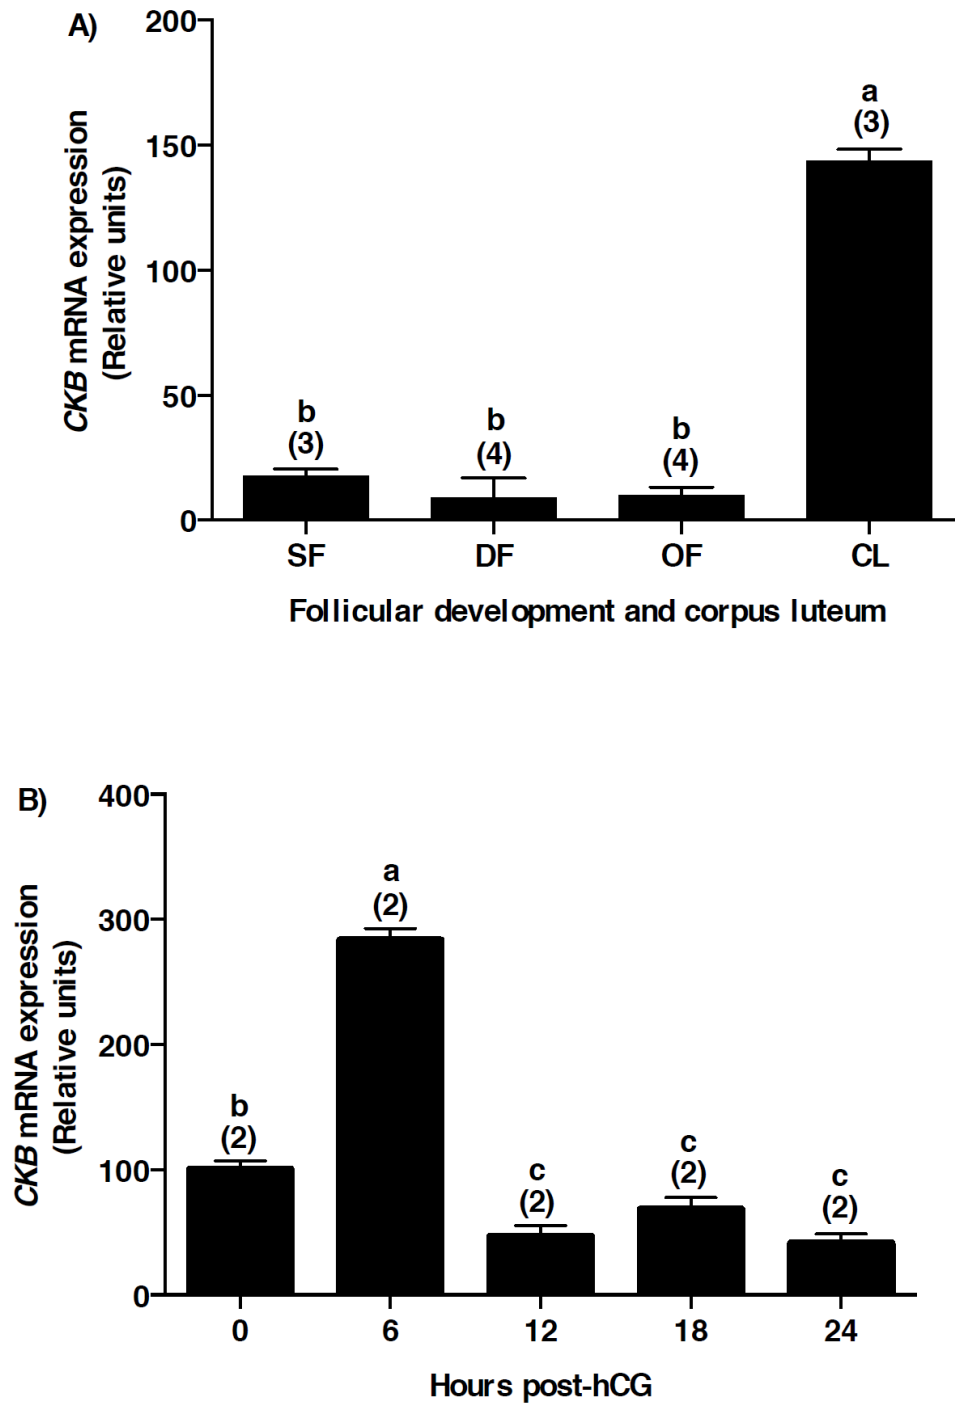 A)
CKB mRNA expression
(Relative units)
200
150
100
50
0
b
(3)
b
(4)
b
(4)
a
(3)
SF DF OF CL
Follicular development and corpus luteum
B)
CKB mRNA expression
(Relative units)
400
300
200
100
0
b
(2)
a
(2)
c
(2)
c
(2)
c
(2)
0 6 12 18 24
Hours post-hCG